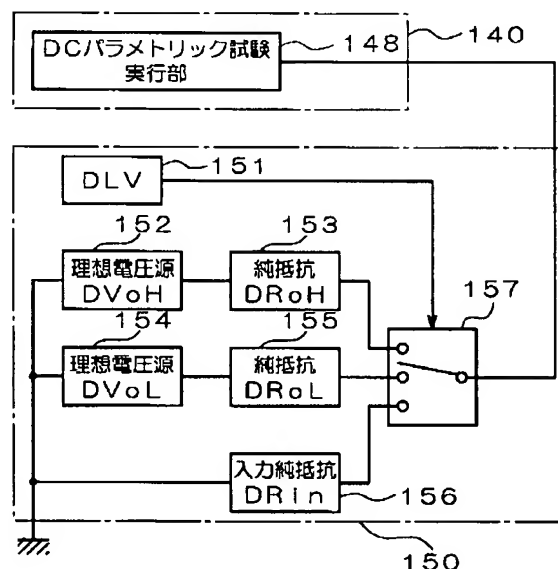 DCパラメトリック試験
実行部
148
140
DLV
151
152
理想電圧源
DVoH
153
純抵抗
DRoH
157
154
理想電圧源
DVoL
155
純抵抗
DRoL
入力純抵抗
DRin
156
150